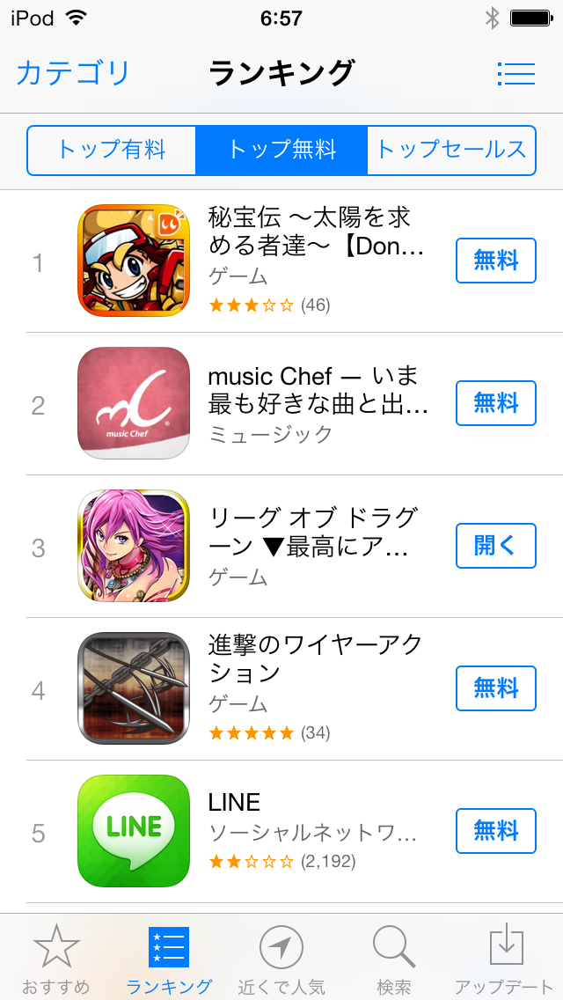 iPod 6:57
カテゴリ ランキング
トップ有料 トップ無料 トップセールス
1
秘宝伝 〜太陽を求
める者達〜【Don…
ゲーム
★★★☆☆ (46)
無料
2
music Chef
music Chef — いま
最も好きな曲と出…
ミュージック
無料
3
リーグ オブ ドラグ
ーン ▼最高にア…
ゲーム
開く
4
進撃のワイヤーアク
ション
ゲーム
★★★★★ (34)
無料
5
LINE
LINE
ソーシャルネットワ…
★★☆☆☆ (2,192)
無料
おすすめ ランキング 近くで人気 検索 アップデート